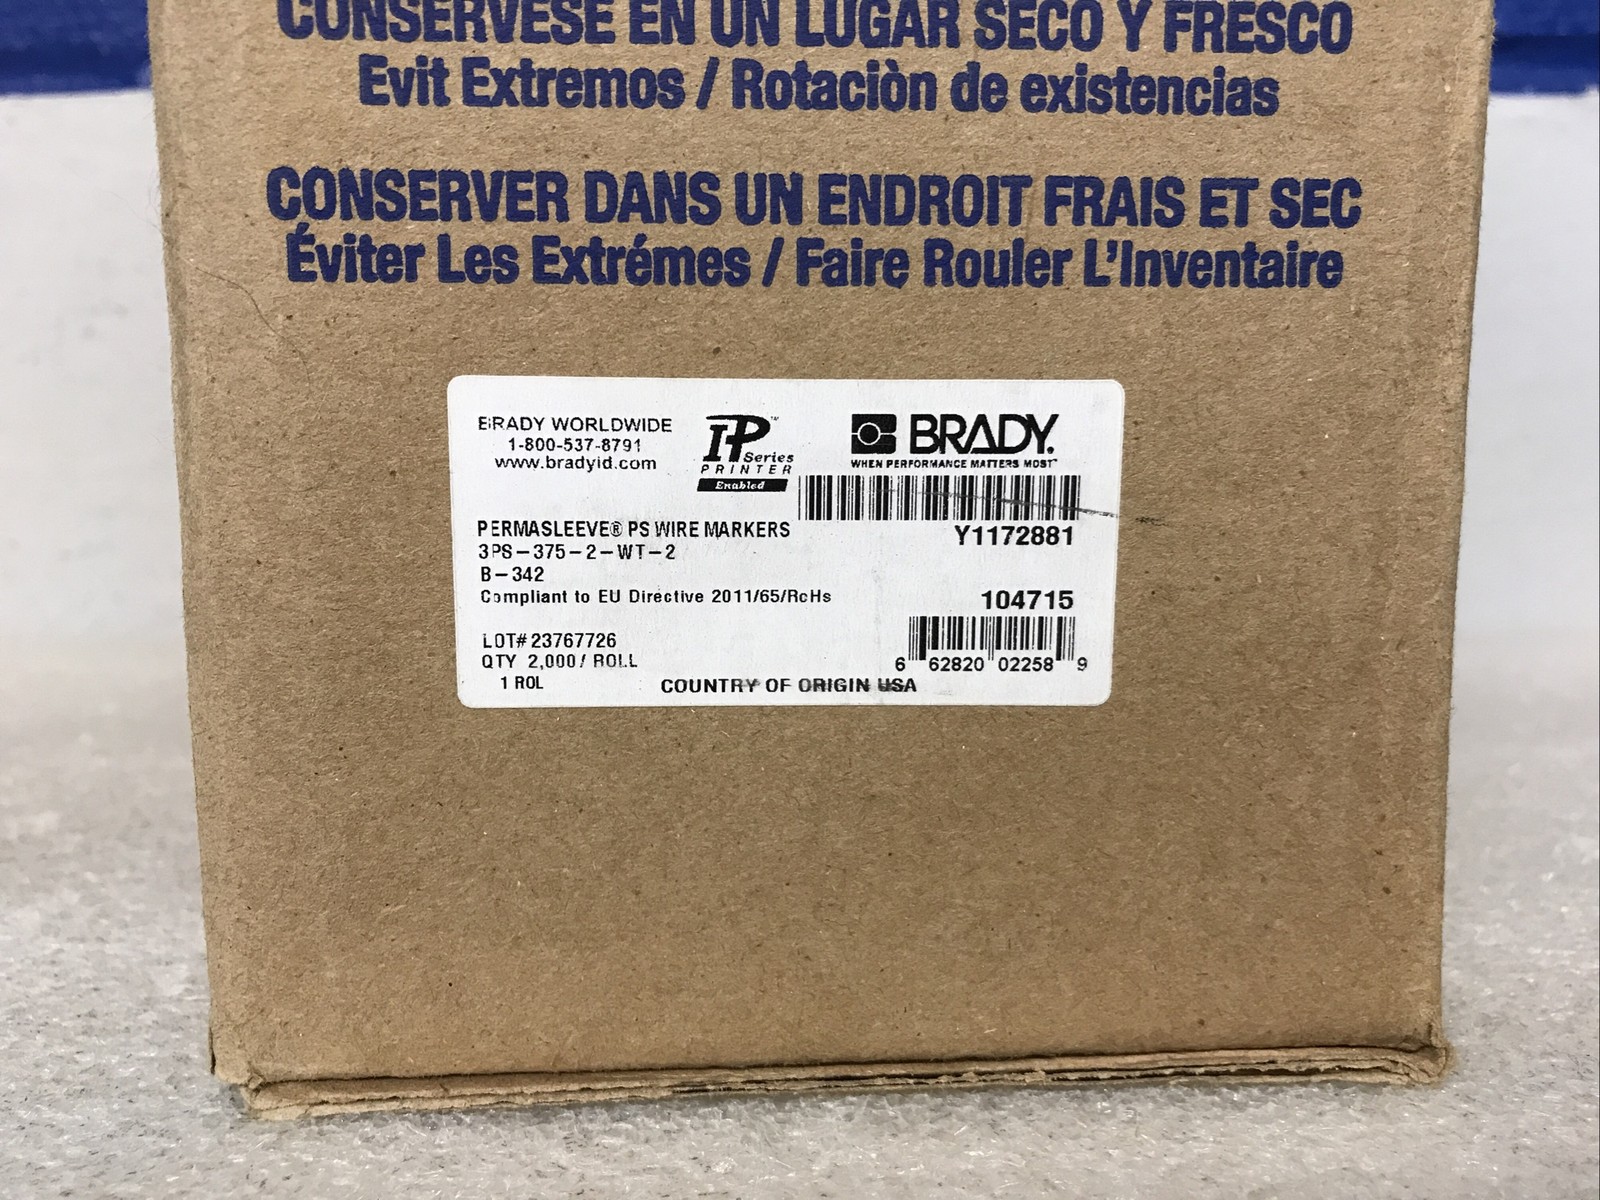 CONSERVESE EN UN LUGAR SECO Y FRESCO
Evit Extremos / Rotaciòn de existencias
CONSERVER DANS UN ENDROIT FRAIS ET SEC
Éviter Les Extrémes / Faire Rouler L'Inventaire
BRADY WORLDWIDE
1-800-537-8791
www.bradyid.com
IP™
Series
PRINTER
Enabled
BRADY.
WHEN PERFORMANCE MATTERS MOST™
Y1172881
PERMASLEEVE® PS WIRE MARKERS
3PS-375-2-WT-2
B-342
Compliant to EU Directive 2011/65/RoHs
104715
LOT# 23767726
QTY 2,000/ ROLL
1 ROL
6 62820 02258 9
COUNTRY OF ORIGIN USA